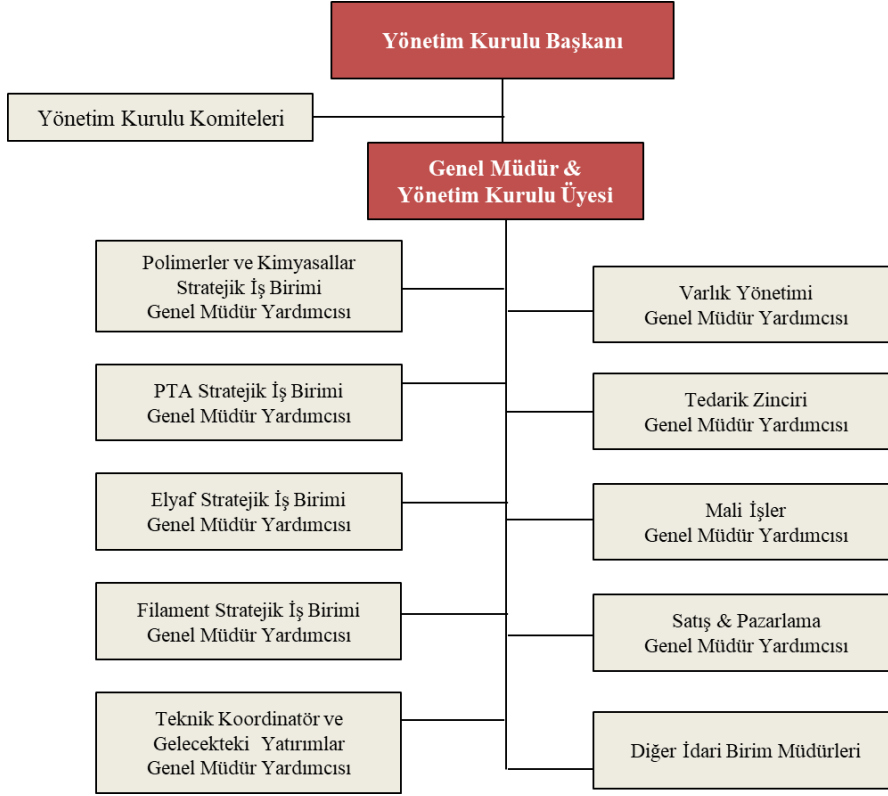 Yönetim Kurulu Başkanı
Yönetim Kurulu Komiteleri
Genel Müdür &
Yönetim Kurulu Üyesi
Polimerler ve Kimyasallar
Stratejik İş Birimi
Genel Müdür Yardımcısı
Varlık Yönetimi
Genel Müdür Yardımcısı
PTA Stratejik İş Birimi
Genel Müdür Yardımcısı
Tedarik Zinciri
Genel Müdür Yardımcısı
Elyaf Stratejik İş Birimi
Genel Müdür Yardımcısı
Mali İşler
Genel Müdür Yardımcısı
Filament Stratejik İş Birimi
Genel Müdür Yardımcısı
Satış & Pazarlama
Genel Müdür Yardımcısı
Teknik Koordinatör ve
Gelecekteki Yatırımlar
Genel Müdür Yardımcısı
Diğer İdari Birim Müdürleri